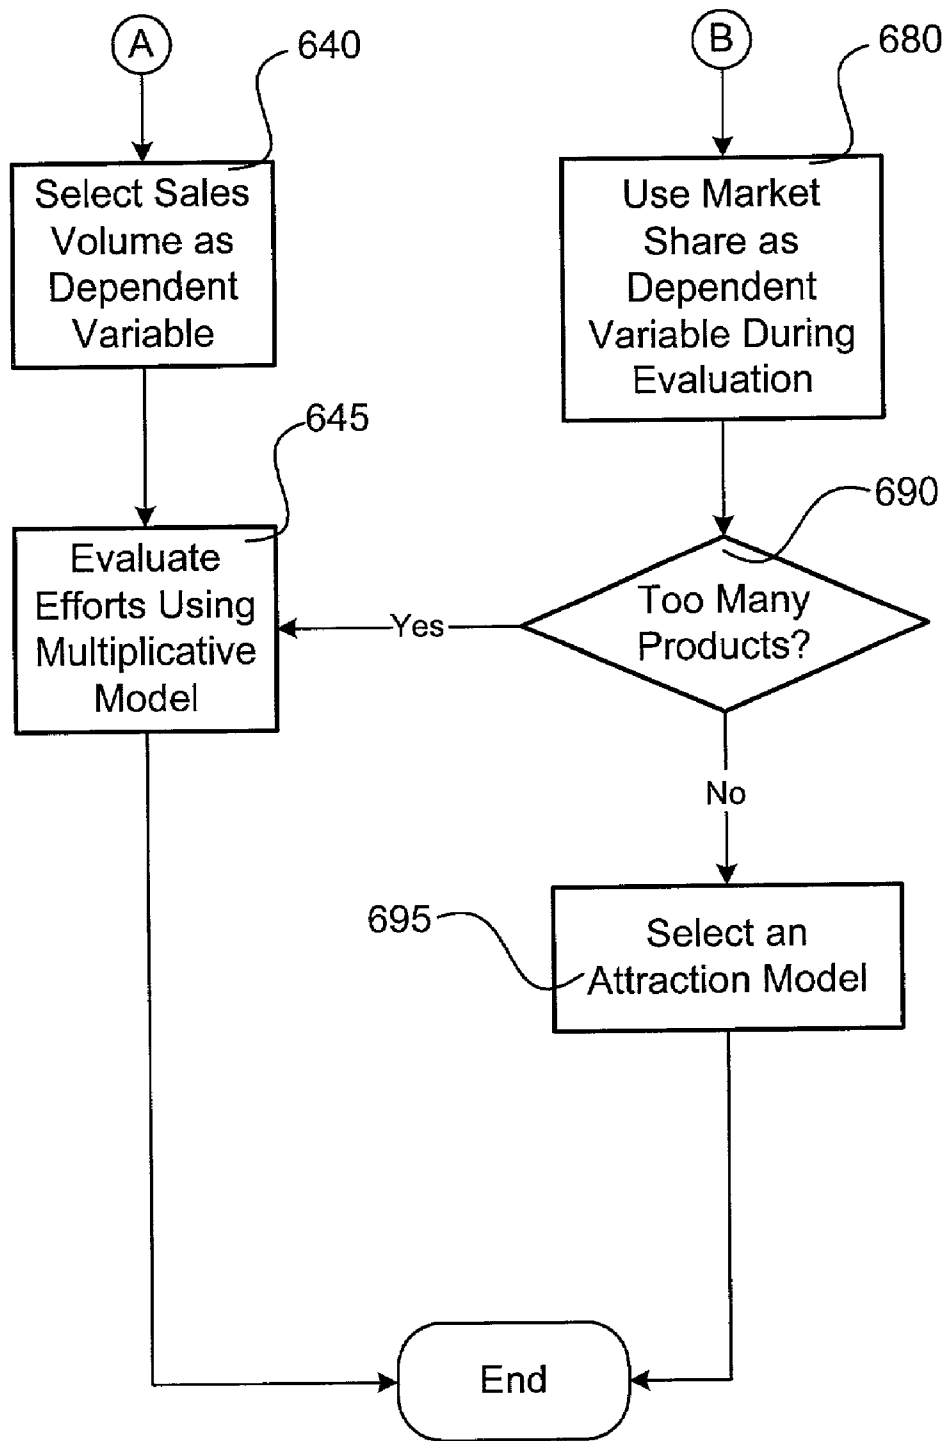 A
640
Select Sales
Volume as
Dependent
Variable
645
Evaluate
Efforts Using
Multiplicative
Model
B
680
Use Market
Share as
Dependent
Variable During
Evaluation
690
Too Many
Products?
Yes
No
695
Select an
Attraction Model
End